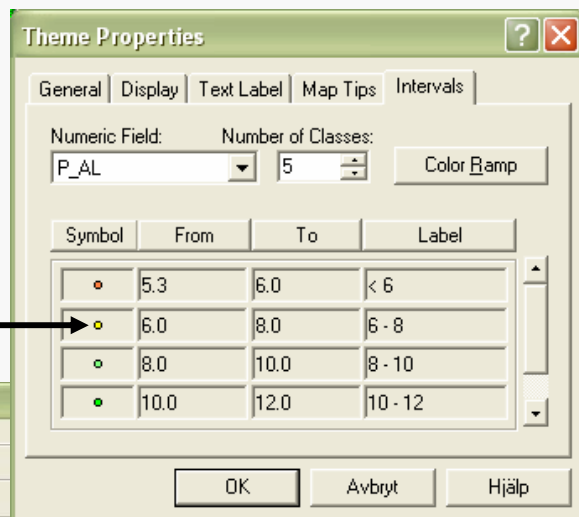 Theme Properties ?
General Display Text Label Map Tips Intervals
Numeric Field: Number of Classes:
P_AL 5 Color Ramp
Symbol From To Label
5.3 6.0 < 6
6.0 8.0 6 - 8
8.0 10.0 8 - 10
10.0 12.0 10 - 12
OK Avbryt Hjälp